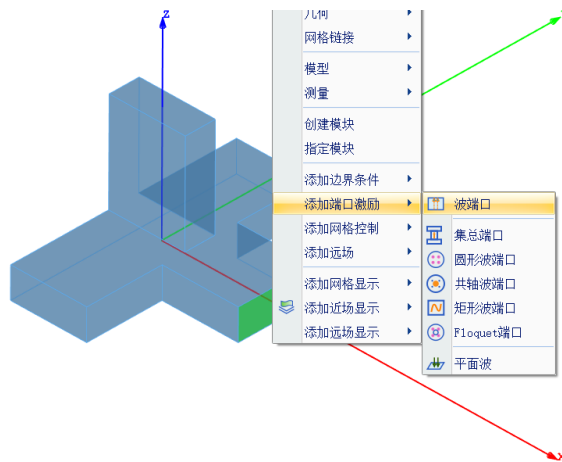 z
几何
网格链接
模型
测量
创建模块
指定模块
添加边界条件
添加端口激励
添加网格控制
添加远场
添加网格显示
添加近场显示
添加远场显示
波端口
集总端口
圆形波端口
共轴波端口
矩形波端口
Floquet端口
平面波